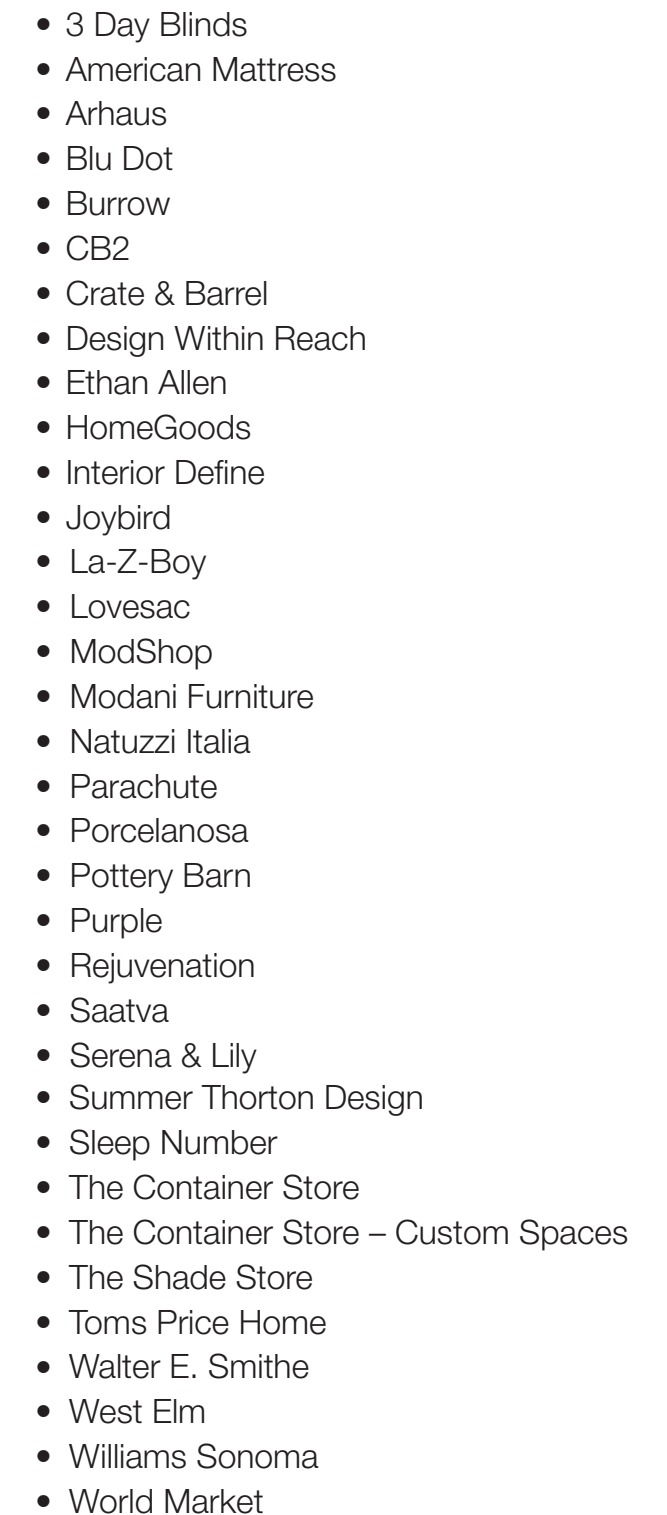 • 3 Day Blinds
• American Mattress
• Arhaus
• Blu Dot
• Burrow
• CB2
• Crate & Barrel
• Design Within Reach
• Ethan Allen
• HomeGoods
• Interior Define
• Joybird
• La-Z-Boy
• Lovesac
• ModShop
• Modani Furniture
• Natuzzi Italia
• Parachute
• Porcelanosa
• Pottery Barn
• Purple
• Rejuvenation
• Saatva
• Serena & Lily
• Summer Thorton Design
• Sleep Number
• The Container Store
• The Container Store – Custom Spaces
• The Shade Store
• Toms Price Home
• Walter E. Smithe
• West Elm
• Williams Sonoma
• World Market